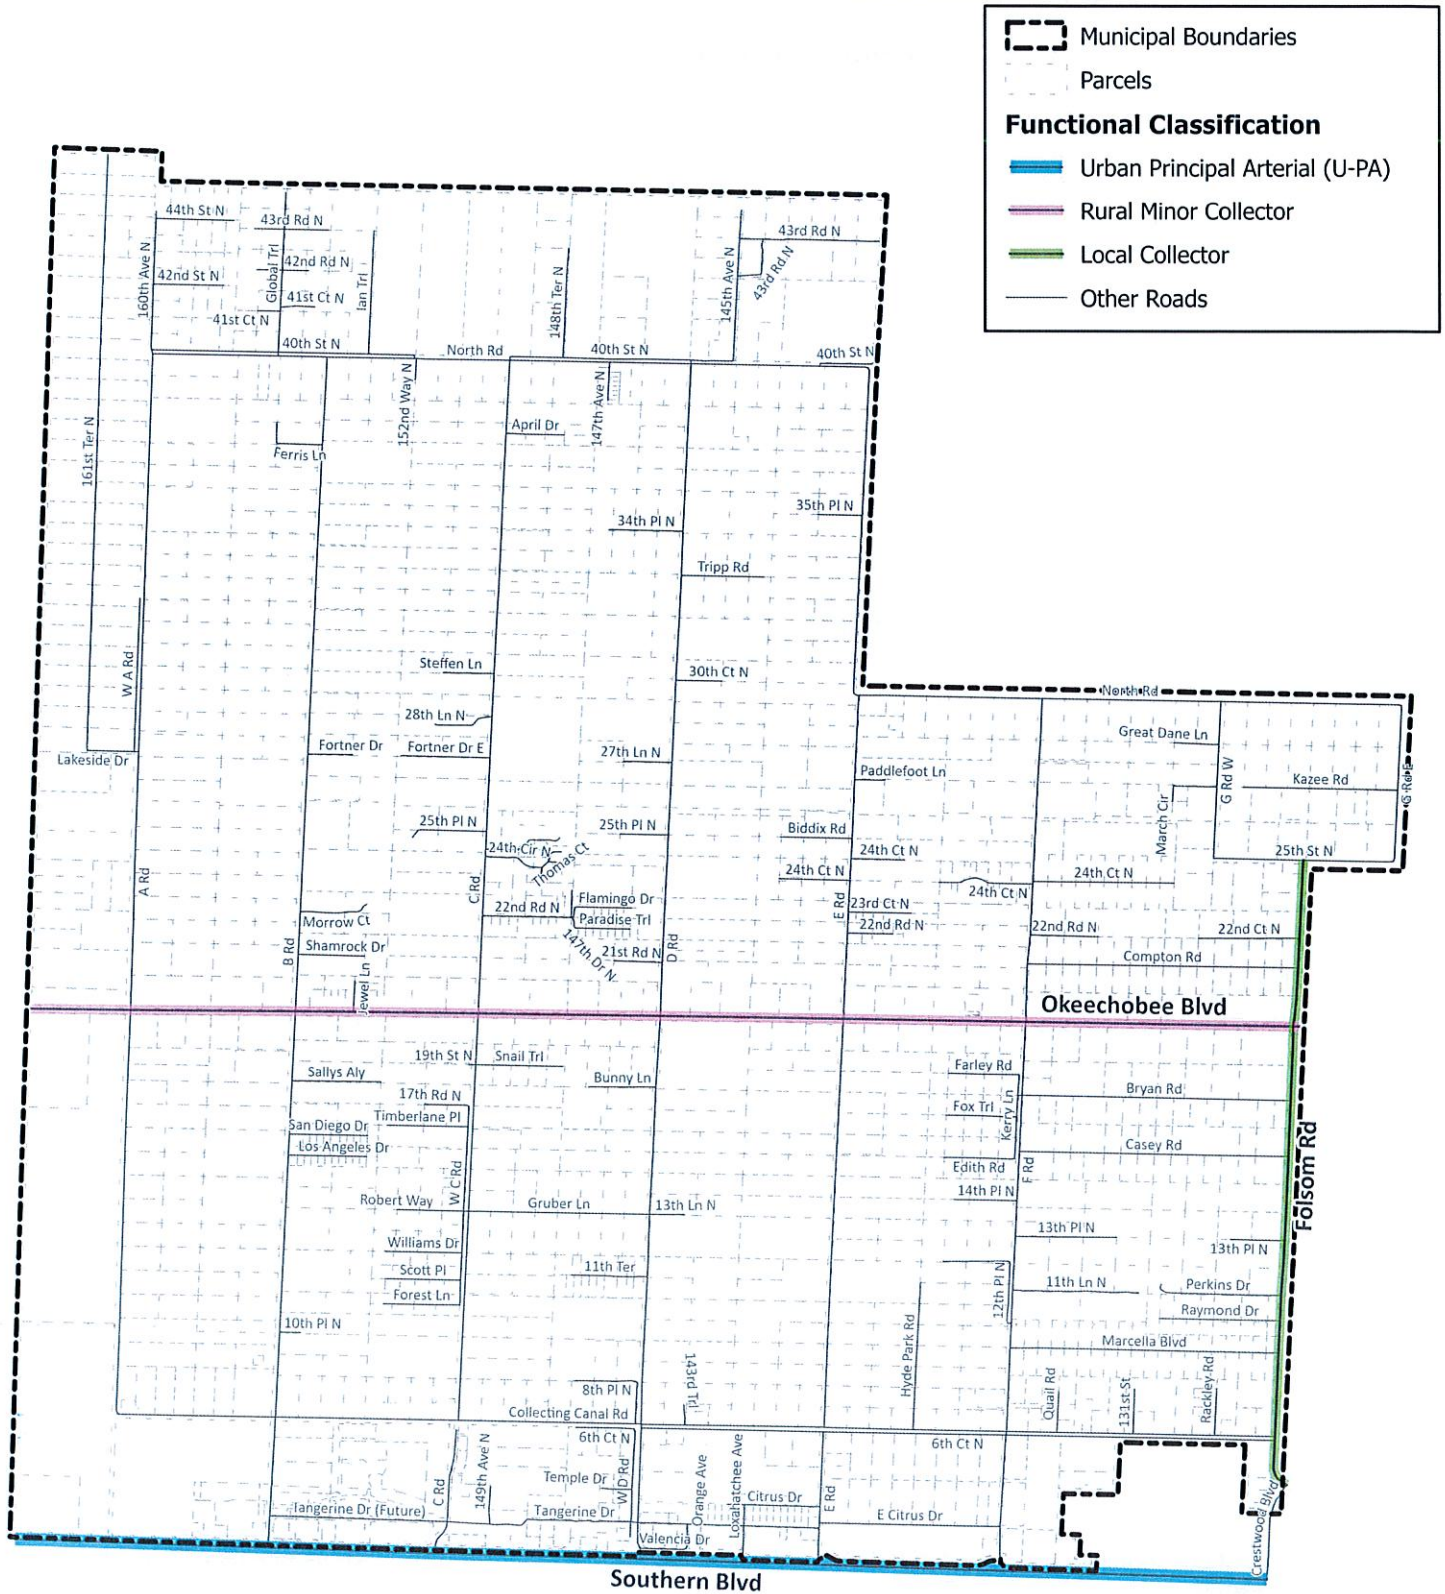 Municipal Boundaries
Parcels
Functional Classification
Urban Principal Arterial (U-PA)
Rural Minor Collector
Local Collector
Other Roads
44th St N
43rd Rd N
43rd Rd N
160th Ave N
Global Trl
42nd Rd N
42nd St N
Ian Trl
148th Ter N
145th Ave N
43rd Rd N
41st Ct N
41st Ct N
40th St N
North Rd
40th St N
40th St N
152nd Way N
147th Ave N
161st Ter N
April Dr
Ferris Ln
35th Pl N
34th Pl N
Tripp Rd
W A Rd
Steffen Ln
30th Ct N
North Rd
28th Ln N
Great Dane Ln
Fortner Dr
Fortner Dr E
27th Ln N
Lakeside Dr
Paddlefoot Ln
G Rd W
Kazee Rd
G Rd E
March Cir
25th Pl N
25th Pl N
Biddix Rd
24th Cir N
Thomas Ct
24th Ct N
25th St N
A Rd
C Rd
24th Ct N
24th Ct N
24th Ct N
Flamingo Dr
E Rd
23rd Ct N
22nd Rd N
Paradise Trl
Morrow Ct
22nd Rd N
22nd Rd N
22nd Ct N
B Rd
Shamrock Dr
147th Dr N
21st Rd N
D Rd
Compton Rd
Jewel Ln
Okeechobee Blvd
19th St N
Snail Trl
Farley Rd
Sallys Aly
Bunny Ln
Bryan Rd
17th Rd N
Fox Trl
Kerry Ln
Timberlane Pl
San Diego Dr
Los Angeles Dr
Casey Rd
Folsom Rd
W C Rd
Edith Rd
F Rd
14th Pl N
Robert Way
Gruber Ln
13th Ln N
13th Pl N
13th Pl N
Williams Dr
Scott Pl
11th Ter
12th Pl N
11th Ln N
Perkins Dr
Forest Ln
Raymond Dr
10th Pl N
Hyde Park Rd
Marcella Blvd
143rd Trl
Quail Rd
131st St
Rackley Rd
8th Pl N
Collecting Canal Rd
6th Ct N
6th Ct N
C Rd
149th Ave N
Temple Dr
W D Rd
Orange Ave
Loxahatchee Ave
Citrus Dr
E Rd
E Citrus Dr
Crestwood Blvd
Tangerine Dr (Future)
Tangerine Dr
Valencia Dr
Southern Blvd